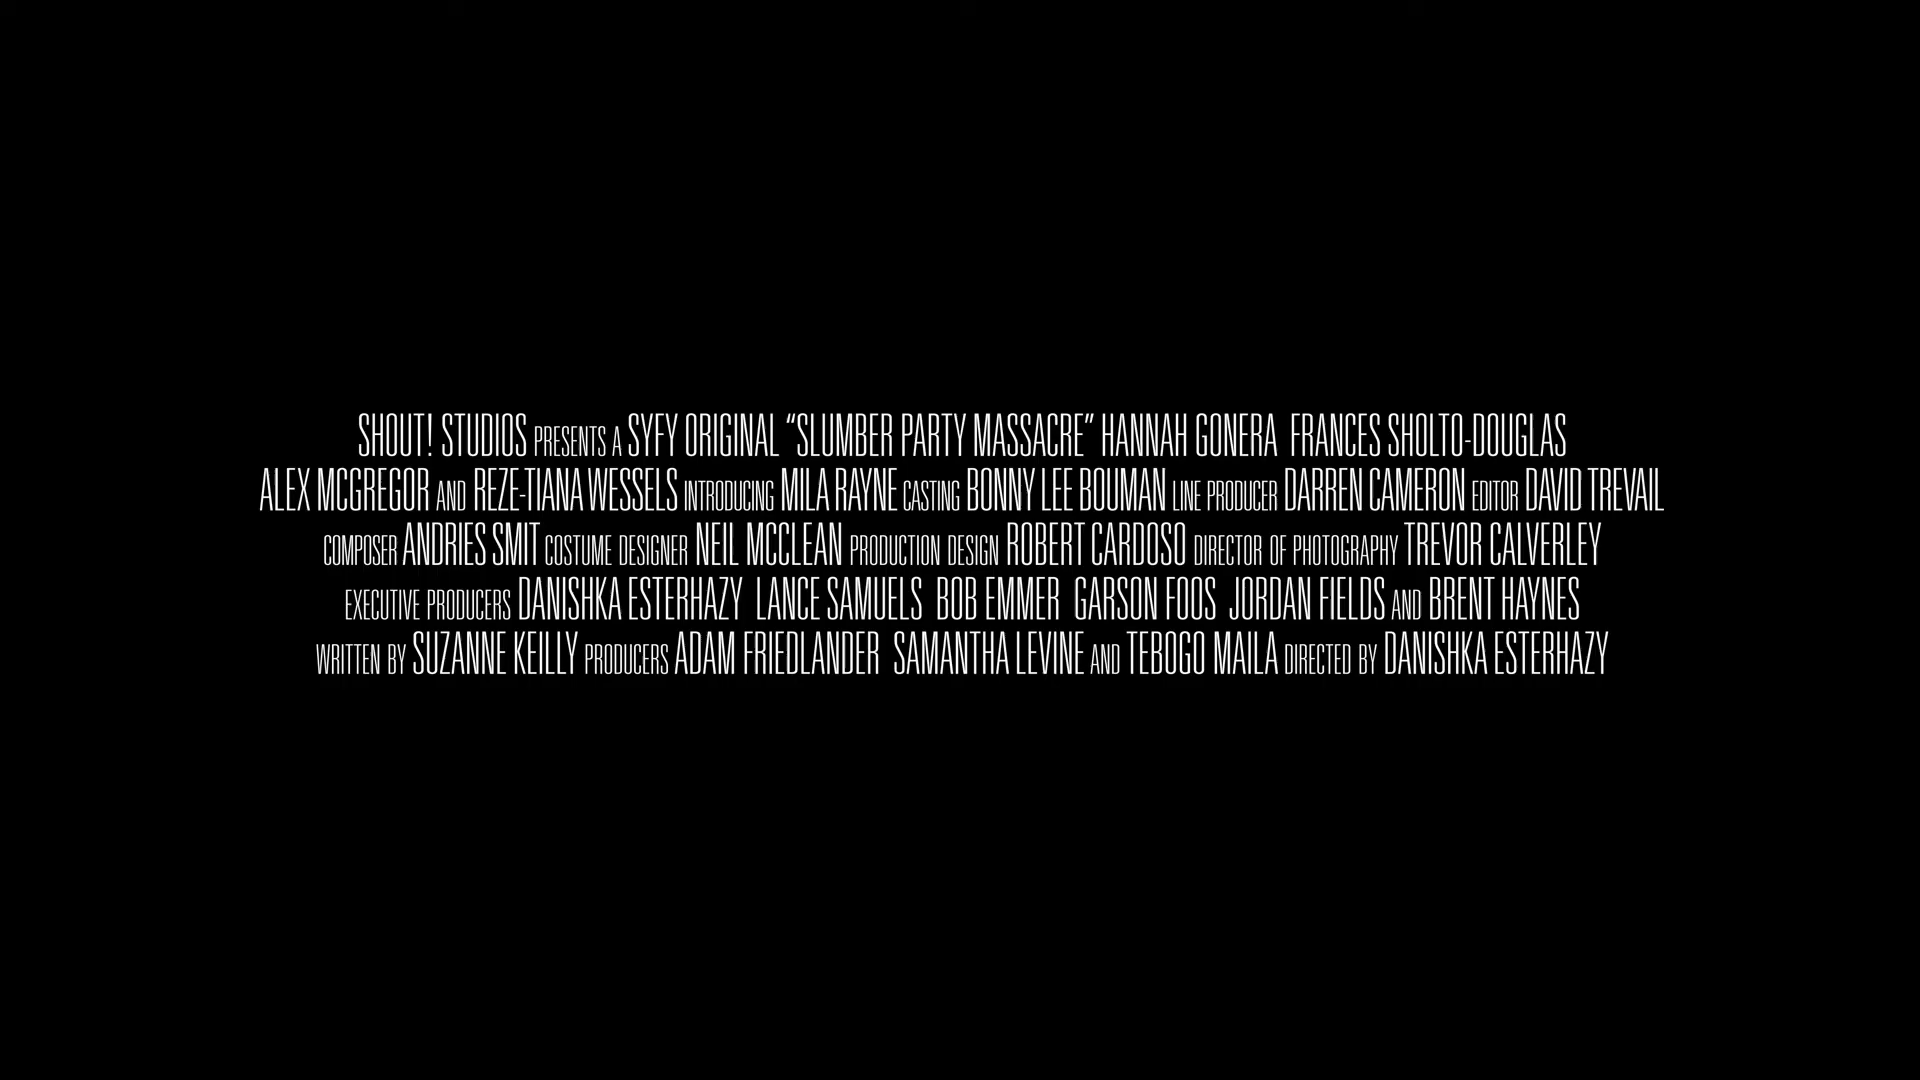 SHOUT! STUDIOS PRESENTS A SYFY ORIGINAL “SLUMBER PARTY MASSACRE” HANNAH GONERA FRANCES SHOLTO-DOUGLAS
ALEX MCGREGOR AND REZE-TIANA WESSELS INTRODUCING MILA RAYNE CASTING BONNY LEE BOUMAN LINE PRODUCER DARREN CAMERON EDITOR DAVID TREVAIL
COMPOSER ANDRIES SMIT COSTUME DESIGNER NEIL MCCLEAN PRODUCTION DESIGN ROBERT CARDOSO DIRECTOR OF PHOTOGRAPHY TREVOR CALVERLEY
EXECUTIVE PRODUCERS DANISHKA ESTERHAZY LANCE SAMUELS BOB EMMER GARSON FOOS JORDAN FIELDS AND BRENT HAYNES
WRITTEN BY SUZANNE KEILLY PRODUCERS ADAM FRIEDLANDER SAMANTHA LEVINE AND TEBOGO MAILA DIRECTED BY DANISHKA ESTERHAZY